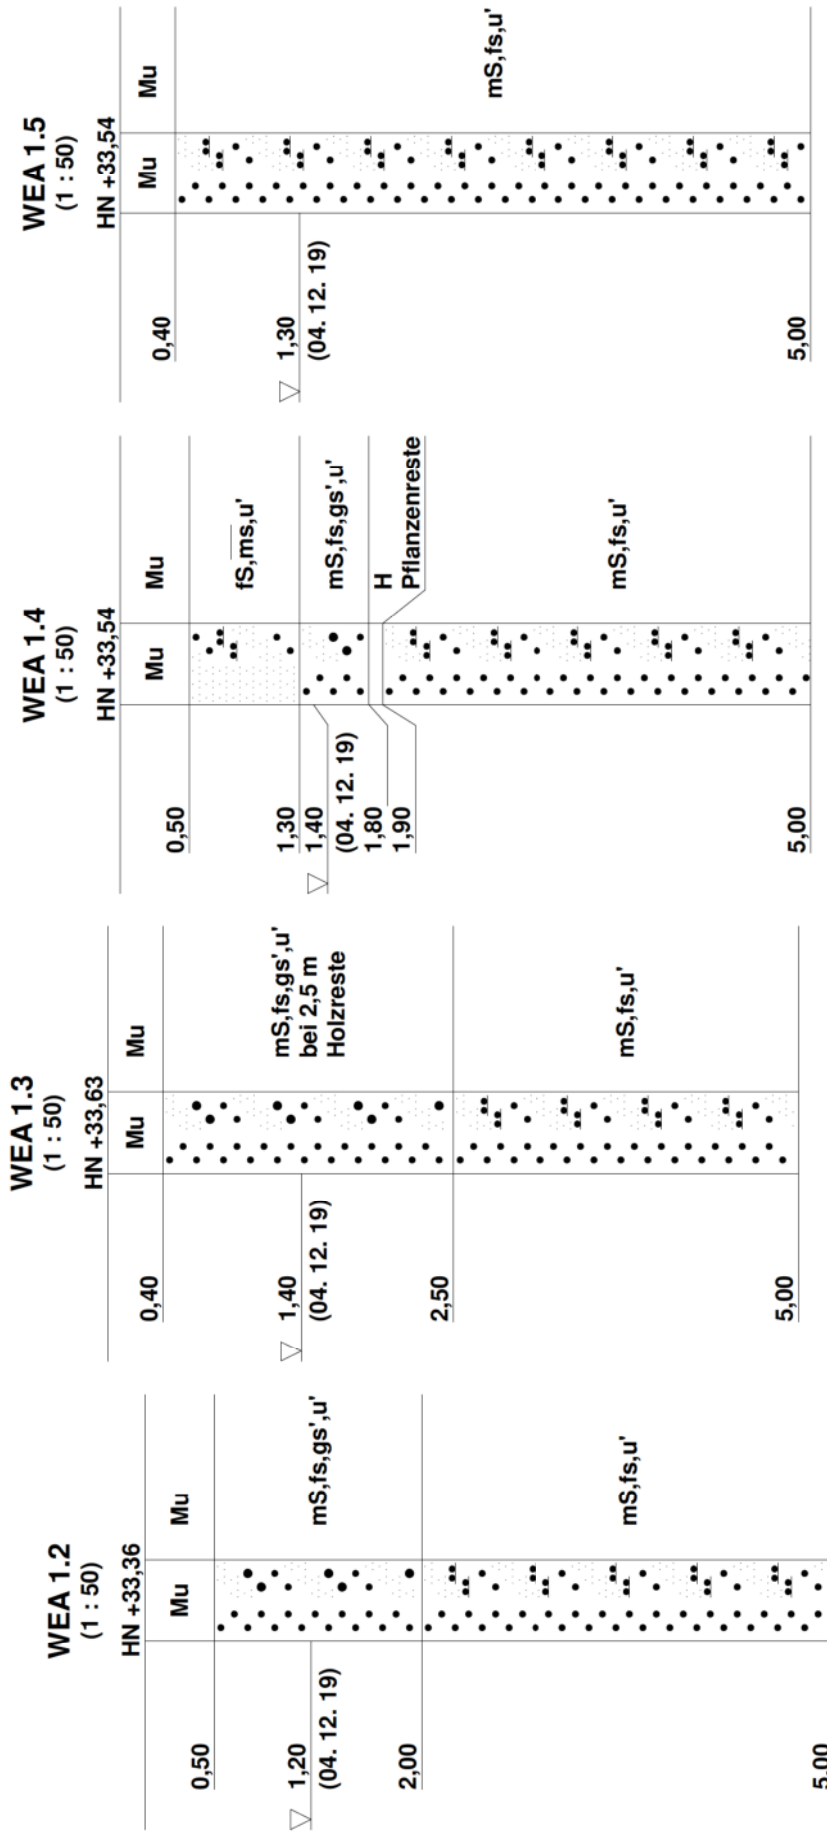 WEA 1.2
(1 : 50)
HN +33,36
Mu
Mu
0,50
mS,fs,gs',u'
1,20
(04. 12. 19)
2,00
mS,fs,u'
5,00
WEA 1.3
(1 : 50)
HN +33,63
Mu
Mu
0,40
mS,fs,gs',u'
bei 2,5 m
Holzreste
1,40
(04. 12. 19)
2,50
mS,fs,u'
5,00
WEA 1.4
(1 : 50)
HN +33,54
Mu
Mu
0,50
fS,m̅s̅,u'
1,30
mS,fs,gs',u'
1,40
(04. 12. 19)
1,80
H
Pflanzenreste
1,90
mS,fs,u'
5,00
WEA 1.5
(1 : 50)
HN +33,54
Mu
Mu
0,40
1,30
(04. 12. 19)
mS,fs,u'
5,00